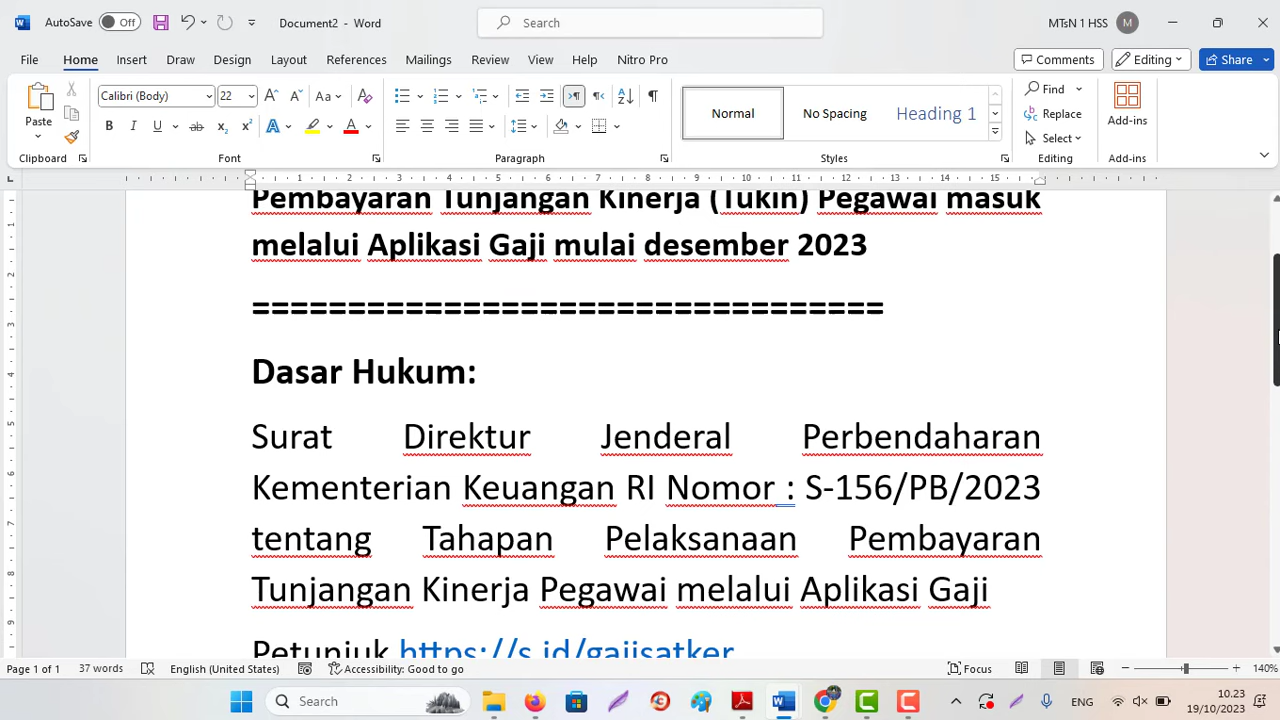 AutoSave Off Document2 - Word Search MTsN 1 HSS M
File Home Insert Draw Design Layout References Mailings Review View Help Nitro Pro Comments Editing Share
Paste Calibri (Body) 22 Normal No Spacing Heading 1 Find Replace Select Add-ins
Clipboard Font Paragraph Styles Editing Add-ins
Pembayaran Tunjangan Kinerja (Tukin) Pegawai masuk
melalui Aplikasi Gaji mulai desember 2023
=================================
Dasar Hukum:
Surat Direktur Jenderal Perbendaharan
Kementerian Keuangan RI Nomor : S-156/PB/2023
tentang Tahapan Pelaksanaan Pembayaran
Tunjangan Kinerja Pegawai melalui Aplikasi Gaji
Petunjuk https://s.id/gajisatker
Page 1 of 1 37 words English (United States) Accessibility: Good to go Focus 140%
Search ENG 10.23
19/10/2023